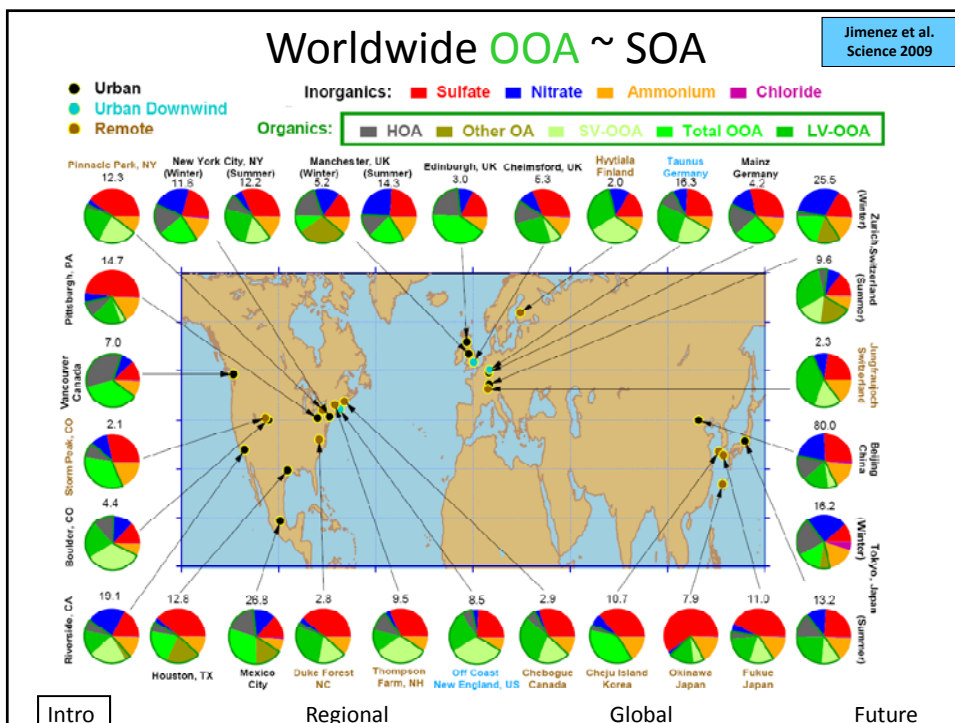 Worldwide OOA ~ SOA
Jimenez et al.
Science 2009
Urban
Urban Downwind
Remote
Inorganics: Sulfate Nitrate Ammonium Chloride
Organics: HOA Other OA SV-OOA Total OOA LV-OOA
Pinnacle Park, NY
12.3
New York City, NY
(Winter) (Summer)
11.8 12.2
Manchester, UK
(Winter) (Summer)
5.2 14.3
Edinburgh, UK
3.0
Chelmsford, UK
6.3
Hyytiala
Finland
2.0
Taunus
Germany
16.3
Mainz
Germany
4.2
25.5
(Winter)
Zurich, Switzerland
9.6
(Summer)
Pittsburgh, PA
14.7
2.3
Jungfraujoch
Switzerland
Vancouver
Canada
7.0
Storm Peak, CO
2.1
80.0
Beijing
China
Boulder, CO
4.4
16.2
(Winter)
Tokyo, Japan
Riverside, CA
19.1
12.8
Houston, TX
26.8
Mexico
City
2.8
Duke Forest
NC
9.5
Thompson
Farm, NH
8.5
Off Coast
New England, US
2.9
Chebogue
Canada
10.7
Cheju Island
Korea
7.9
Okinawa
Japan
11.0
Fukue
Japan
13.2
(Summer)
Intro Regional Global Future